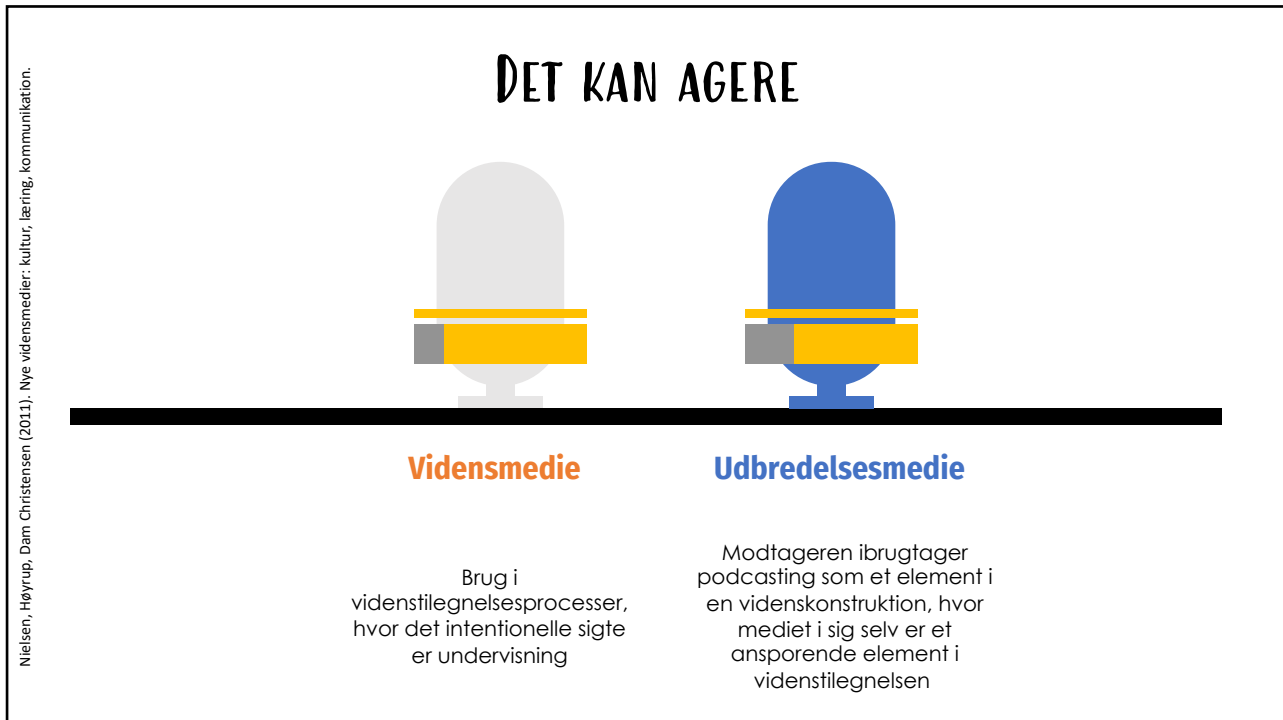 DET KAN AGERE
Nielsen, Høyrup, Dam Christensen (2011). Nye vidensmedier: kultur, læring, kommunikation.
Vidensmedie
Brug i
videnstilegnelsesprocesser,
hvor det intentionelle sigte
er undervisning
Udbredelsesmedie
Modtageren ibrugtager
podcasting som et element i
en videnskonstruktion, hvor
mediet i sig selv er et
ansporende element i
videnstilegnelsen